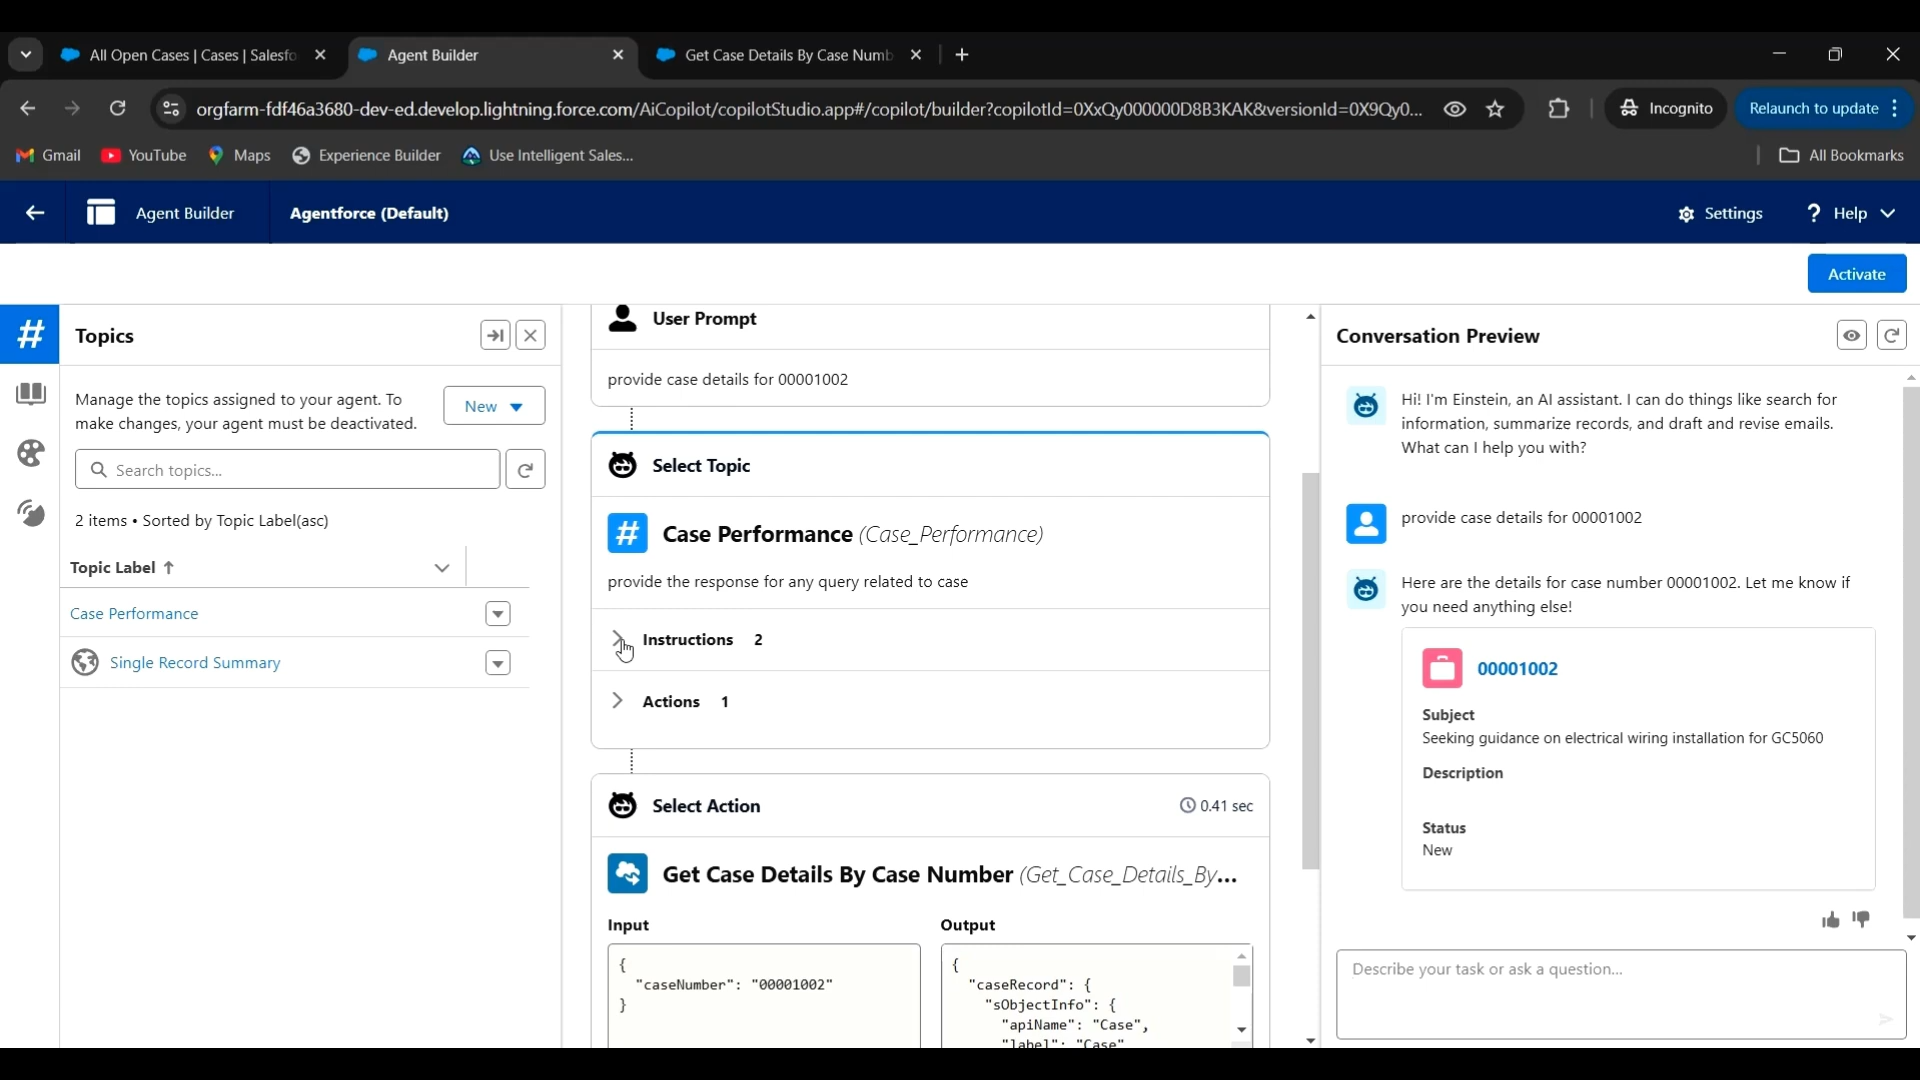 All Open Cases | Cases | Salesfo
Agent Builder
Get Case Details By Case Numb
orgfarm-fdf46a3680-dev-ed.develop.lightning.force.com/AiCopilot/copilotStudio.app#/copilot/builder?copilotId=0XxQy000000D8B3KAK&versionId=0X9Qy0...
Incognito
Relaunch to update
Gmail
YouTube
Maps
Experience Builder
Use Intelligent Sales...
All Bookmarks
Agent Builder
Agentforce (Default)
Settings
? Help
Activate
#
Topics
Manage the topics assigned to your agent. To
make changes, your agent must be deactivated.
New
Search topics...
2 items • Sorted by Topic Label(asc)
Topic Label ↑
Case Performance
Single Record Summary
User Prompt
provide case details for 00001002
Select Topic
# Case Performance (Case_Performance)
provide the response for any query related to case
Instructions 2
Actions 1
Select Action
0.41 sec
Get Case Details By Case Number (Get_Case_Details_By...
Input
{
"caseNumber": "00001002"
}
Output
{
"caseRecord": {
"sObjectInfo": {
"apiName": "Case",
"label": "Case"
Conversation Preview
Hi! I'm Einstein, an AI assistant. I can do things like search for
information, summarize records, and draft and revise emails.
What can I help you with?
provide case details for 00001002
Here are the details for case number 00001002. Let me know if
you need anything else!
00001002
Subject
Seeking guidance on electrical wiring installation for GC5060
Description
Status
New
Describe your task or ask a question...